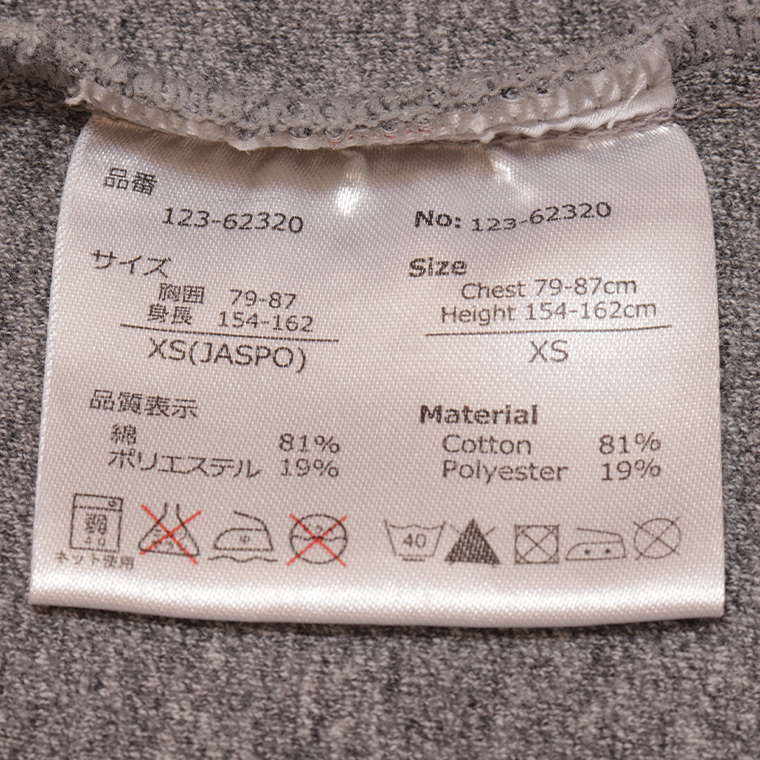 品番
123-62320
サイズ
胸囲 79-87
身長 154-162
XS(JASPO)
品質表示
綿 81%
ポリエステル 19%
弱
40
中
ネット使用
No: 123-62320
Size
Chest 79-87cm
Height 154-162cm
XS
Material
Cotton 81%
Polyester 19%
40